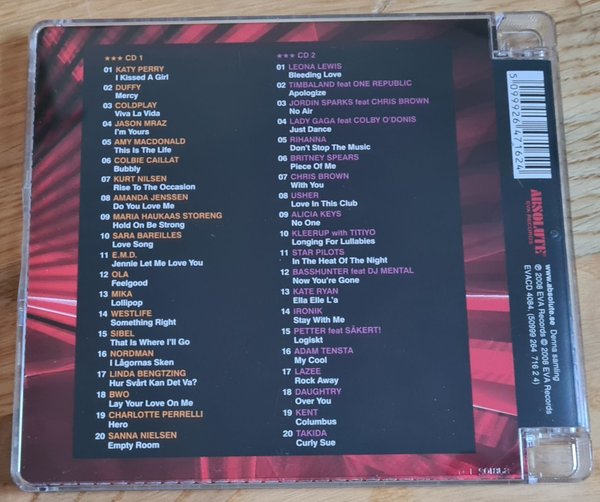 ★★★ CD 1
01 KATY PERRY
I Kissed A Girl
02 DUFFY
Mercy
03 COLDPLAY
Viva La Vida
04 JASON MRAZ
I'm Yours
05 AMY MACDONALD
This Is The Life
06 COLBIE CAILLAT
Bubbly
07 KURT NILSEN
Rise To The Occasion
08 AMANDA JENSSEN
Do You Love Me
09 MARIA HAUKAAS STORENG
Hold On Be Strong
10 SARA BAREILLES
Love Song
11 E.M.D.
Jennie Let Me Love You
12 OLA
Feelgood
13 MIKA
Lollipop
14 WESTLIFE
Something Right
15 SIBEL
That Is Where I'll Go
16 NORDMAN
I Lågornas Sken
17 LINDA BENGTZING
Hur Svårt Kan Det Va?
18 BWO
Lay Your Love On Me
19 CHARLOTTE PERRELLI
Hero
20 SANNA NIELSEN
Empty Room
★★★ CD 2
01 LEONA LEWIS
Bleeding Love
02 TIMBALAND feat ONE REPUBLIC
Apologize
03 JORDIN SPARKS feat CHRIS BROWN
No Air
04 LADY GAGA feat COLBY O'DONIS
Just Dance
05 RIHANNA
Don't Stop The Music
06 BRITNEY SPEARS
Piece Of Me
07 CHRIS BROWN
With You
08 USHER
Love In This Club
09 ALICIA KEYS
No One
10 KLEERUP with TITIYO
Longing For Lullabies
11 STAR PILOTS
In The Heat Of The Night
12 BASSHUNTER feat DJ MENTAL
Now You're Gone
13 KATE RYAN
Ella Elle L'a
14 IRONIK
Stay With Me
15 PETTER feat SÄKERT!
Logiskt
16 ADAM TENSTA
My Cool
17 LAZEE
Rock Away
18 DAUGHTRY
Over You
19 KENT
Columbus
20 TAKIDA
Curly Sue
5 099926 471624
ABSOLUTE
EVA RECORDS
www.absolute.se Denna samling
℗ 2008 EVA Records © 2008 EVA Records
EVACD 4084, (50999 264 716 2 4)